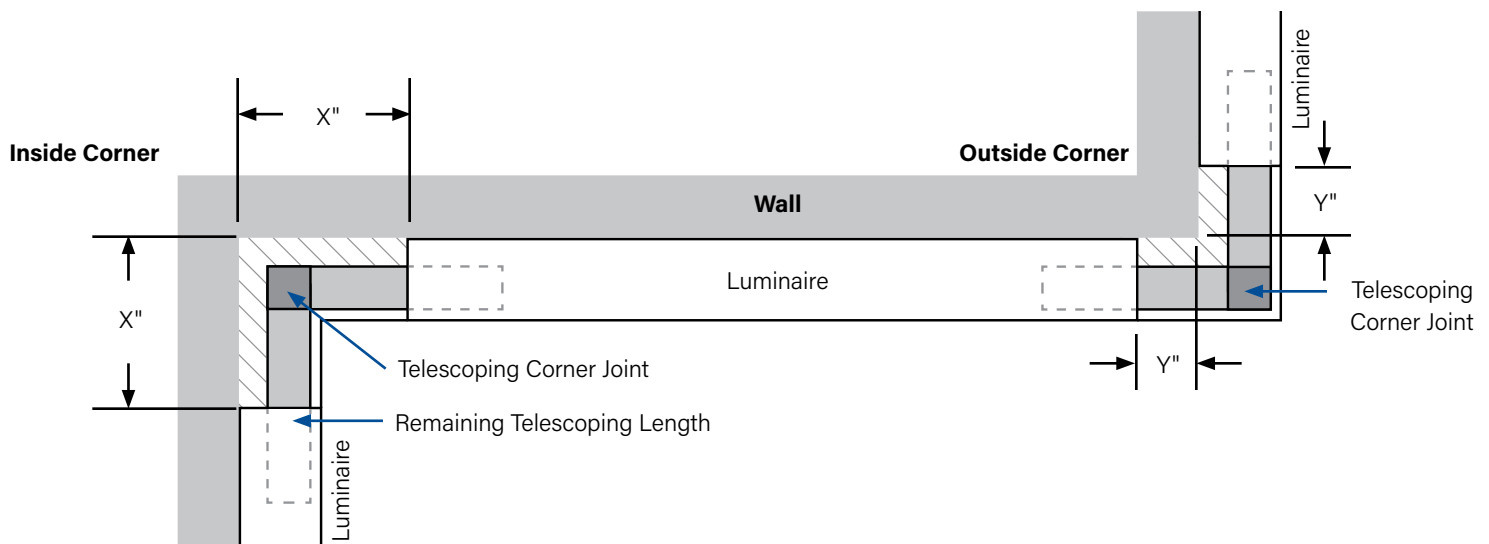 Luminaire
X"
Inside Corner
Outside Corner
Wall
Y"
Luminaire
X"
Telescoping
Corner Joint
Telescoping Corner Joint
Y"
Remaining Telescoping Length
Luminaire